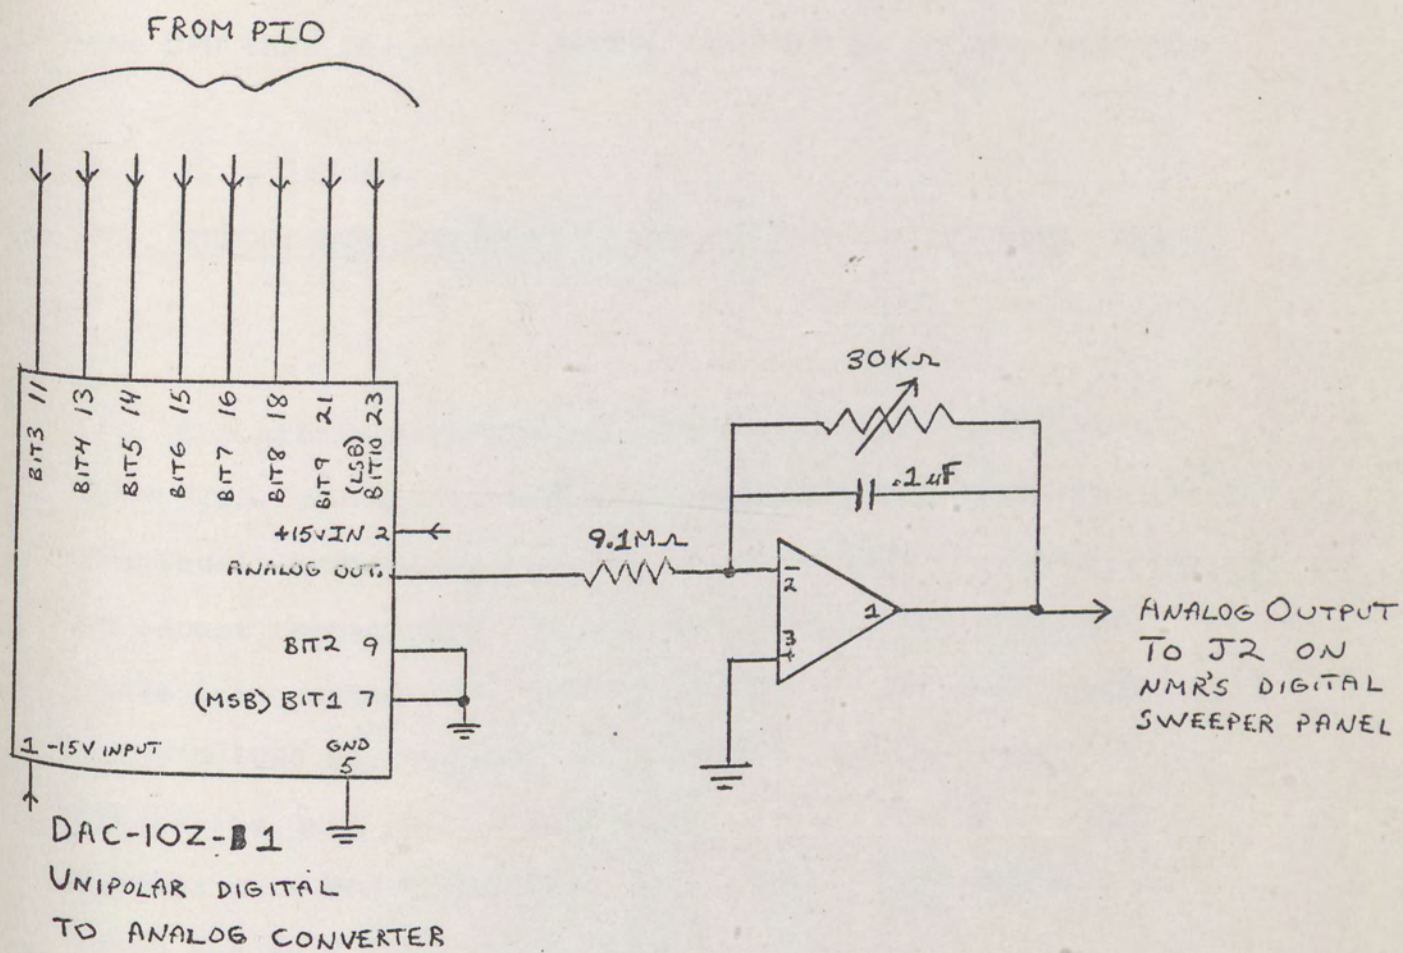 FROM PIO
BIT3 11
BIT4 13
BIT5 14
BIT6 15
BIT7 16
BIT8 18
BIT9 21
(LSB)
BIT10 23
+15V IN 2
ANALOG OUT
BIT2 9
(MSB) BIT1 7
1 -15V INPUT
GND
5
30KΩ
.1uF
9.1MΩ
-
2
3
+
1
ANALOG OUTPUT
TO J2 ON
NMR'S DIGITAL
SWEEPER PANEL
DAC-10Z-1
UNIPOLAR DIGITAL
TO ANALOG CONVERTER